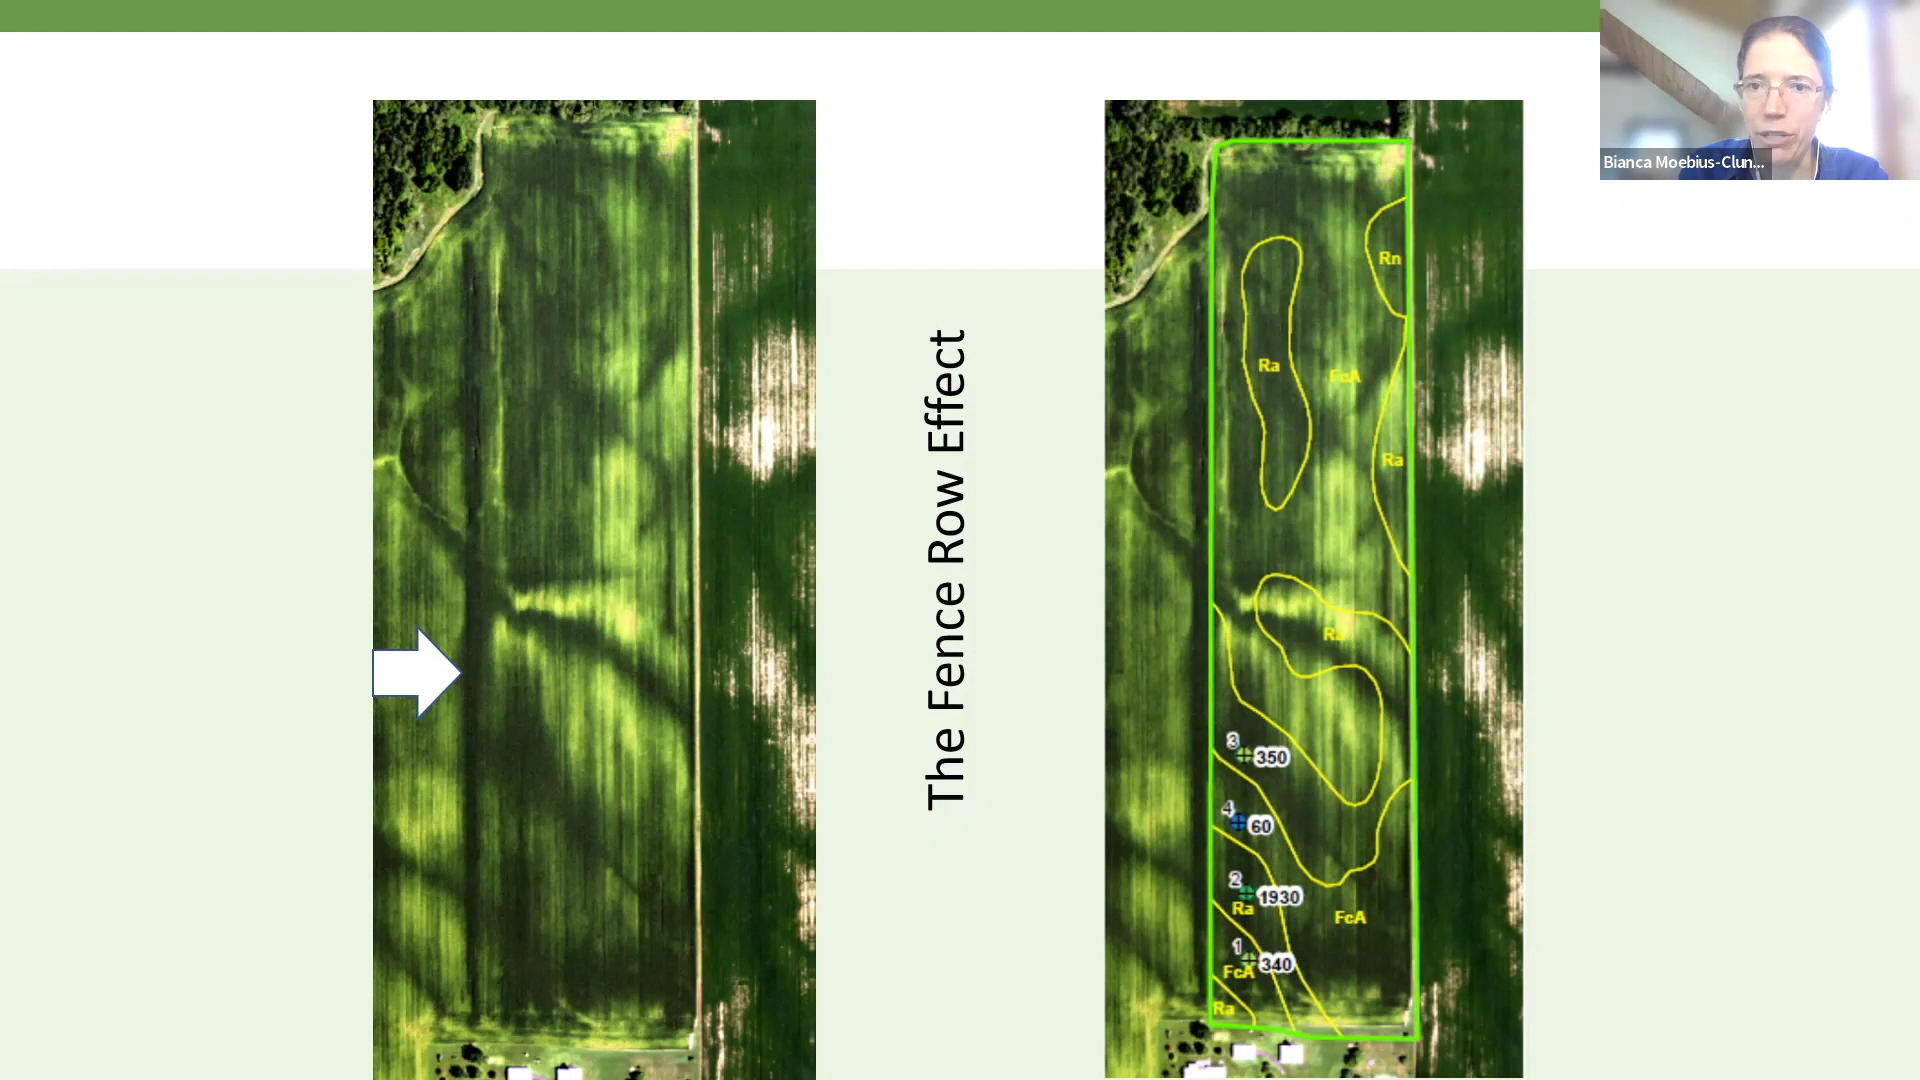 Bianca Moebius-Clun...
The Fence Row Effect
Rn
Ra
FcA
Ra
Ra
3
350
4
60
2
1930
Ra
FcA
1
340
FcA
Ra